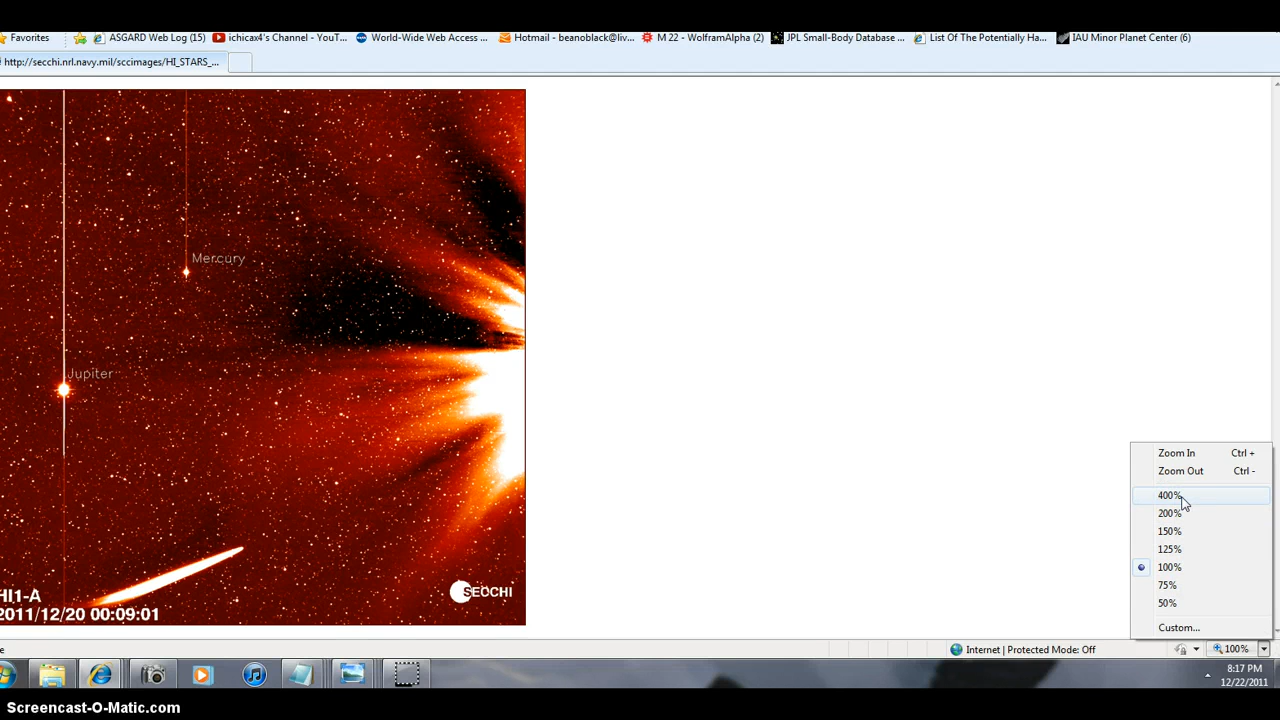 Favorites
ASGARD Web Log (15)
ichicax4's Channel - YouT...
World-Wide Web Access ...
Hotmail - beanoblack@liv...
M 22 - WolframAlpha (2)
JPL Small-Body Database ...
List Of The Potentially Ha...
IAU Minor Planet Center (6)
http://secchi.nrl.navy.mil/sccimages/HI_STARS_...
Mercury
Jupiter
HI1-A
2011/12/20 00:09:01
SECCHI
Zoom In Ctrl +
Zoom Out Ctrl -
400%
200%
150%
125%
100%
75%
50%
Custom...
e
Internet | Protected Mode: Off
100%
8:17 PM
12/22/2011
Screencast-O-Matic.com